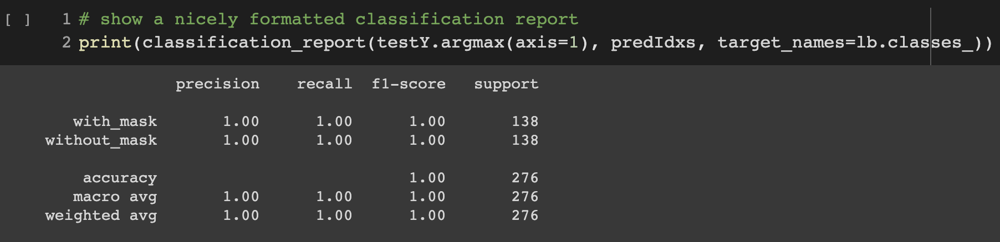 [ ] 1 # show a nicely formatted classification report
2 print(classification_report(testY.argmax(axis=1), predIdxs, target_names=lb.classes_))
precision recall f1-score support
with_mask 1.00 1.00 1.00 138
without_mask 1.00 1.00 1.00 138
accuracy 1.00 276
macro avg 1.00 1.00 1.00 276
weighted avg 1.00 1.00 1.00 276